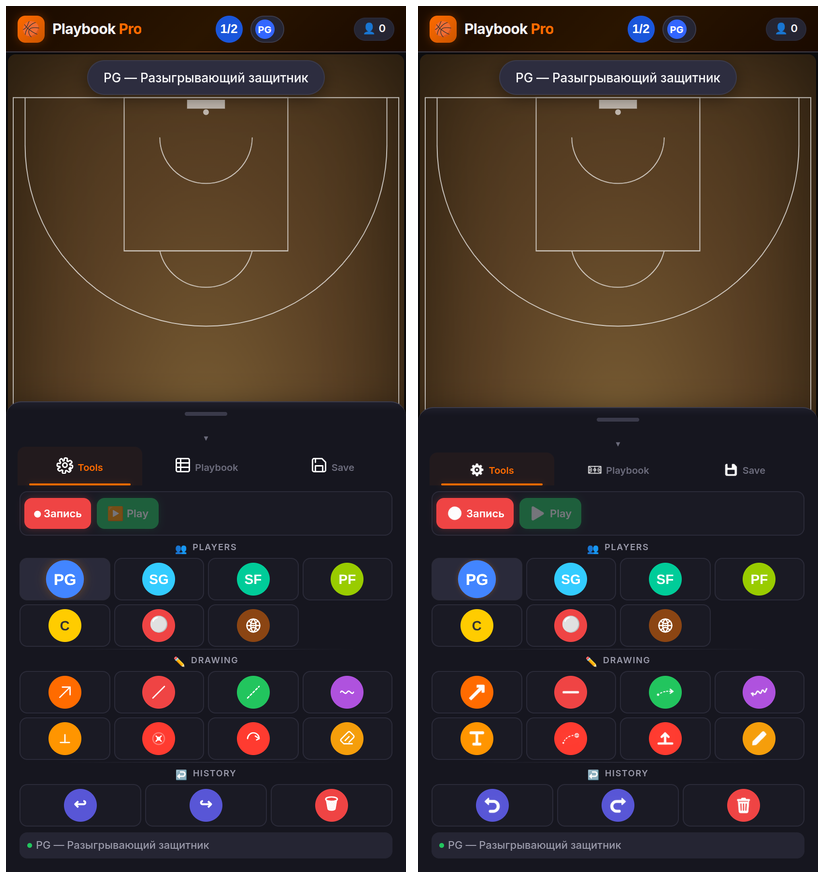 Playbook Pro
1/2
PG
0
PG — Разыгрывающий защитник
Tools
Playbook
Save
Запись
Play
PLAYERS
PG
SG
SF
PF
C
DRAWING
HISTORY
PG — Разыгрывающий защитник
Playbook Pro
1/2
PG
0
PG — Разыгрывающий защитник
Tools
Playbook
Save
Запись
Play
PLAYERS
PG
SG
SF
PF
C
DRAWING
HISTORY
PG — Разыгрывающий защитник